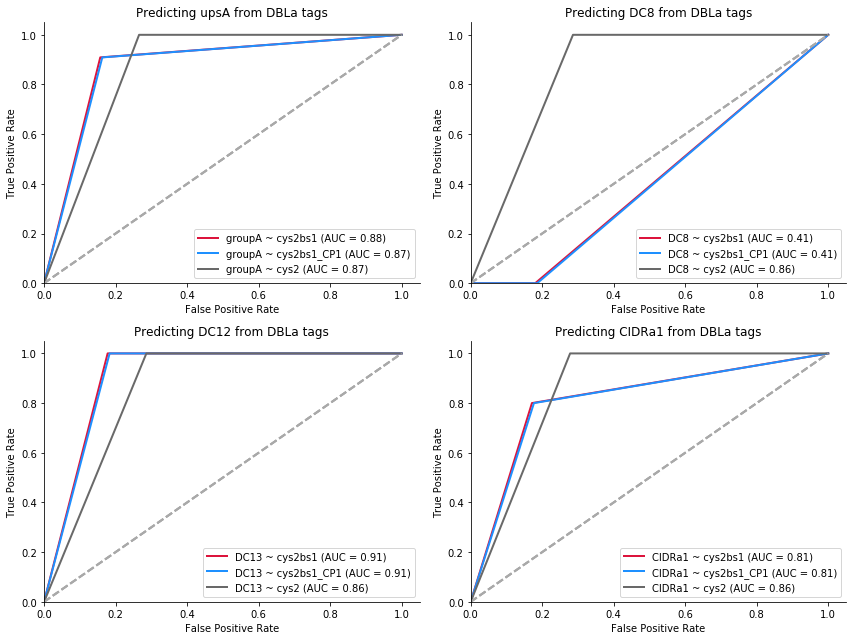 Predicting upsA from DBLa tags
1.0
0.8
0.6
0.4
0.2
0.0
True Positive Rate
groupA ~ cys2bs1 (AUC = 0.88)
groupA ~ cys2bs1_CP1 (AUC = 0.87)
groupA ~ cys2 (AUC = 0.87)
0.0 0.2 0.4 0.6 0.8 1.0
False Positive Rate
Predicting DC8 from DBLa tags
1.0
0.8
0.6
0.4
0.2
0.0
True Positive Rate
DC8 ~ cys2bs1 (AUC = 0.41)
DC8 ~ cys2bs1_CP1 (AUC = 0.41)
DC8 ~ cys2 (AUC = 0.86)
0.0 0.2 0.4 0.6 0.8 1.0
False Positive Rate
Predicting DC12 from DBLa tags
1.0
0.8
0.6
0.4
0.2
0.0
True Positive Rate
DC13 ~ cys2bs1 (AUC = 0.91)
DC13 ~ cys2bs1_CP1 (AUC = 0.91)
DC13 ~ cys2 (AUC = 0.86)
0.0 0.2 0.4 0.6 0.8 1.0
False Positive Rate
Predicting CIDRa1 from DBLa tags
1.0
0.8
0.6
0.4
0.2
0.0
True Positive Rate
CIDRa1 ~ cys2bs1 (AUC = 0.81)
CIDRa1 ~ cys2bs1_CP1 (AUC = 0.81)
CIDRa1 ~ cys2 (AUC = 0.86)
0.0 0.2 0.4 0.6 0.8 1.0
False Positive Rate